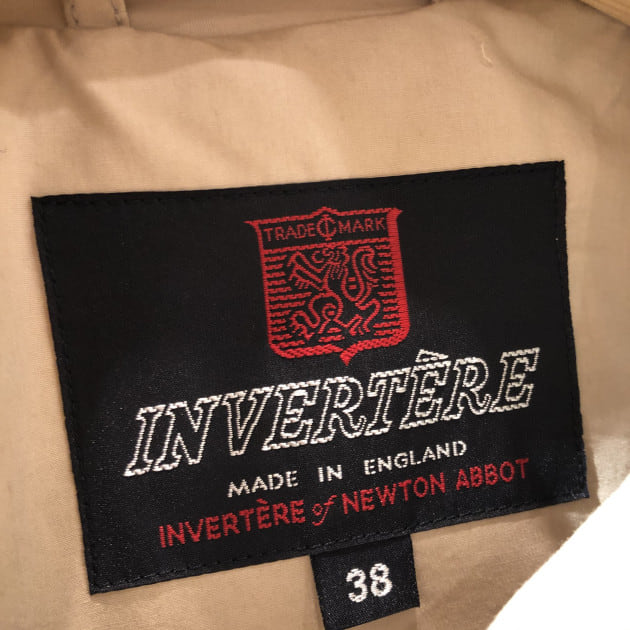 TRADE MARK
INVERTÈRE
MADE IN ENGLAND
INVERTÈRE of NEWTON ABBOT
38